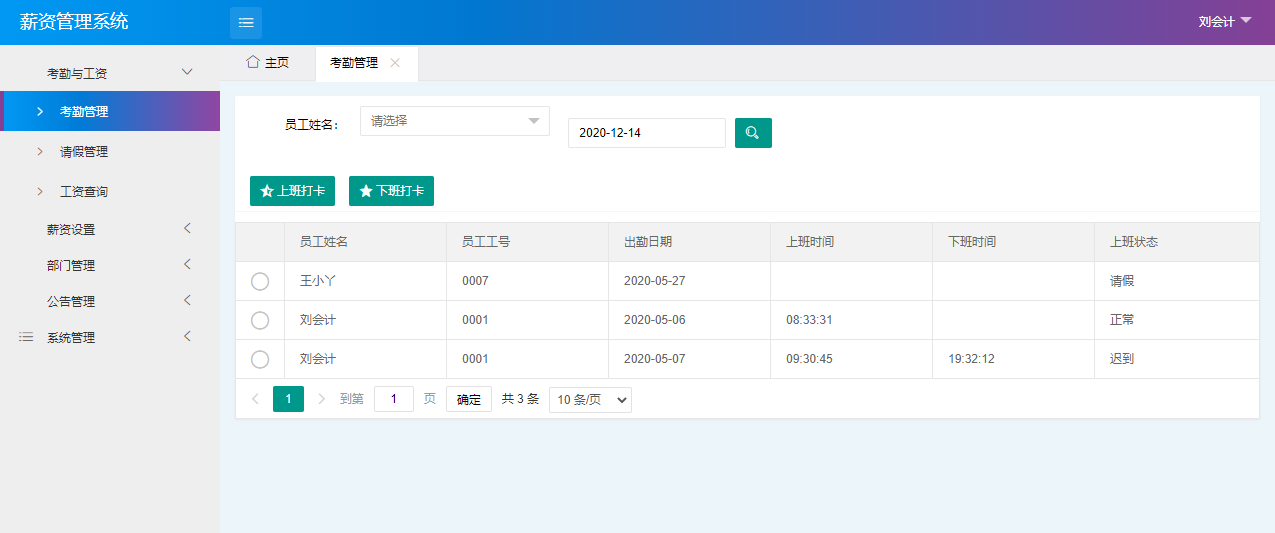 薪资管理系统
刘会计
主页 考勤管理
考勤与工资
考勤管理
请假管理
工资查询
薪资设置
部门管理
公告管理
系统管理
员工姓名： 请选择 2020-12-14
上班打卡 下班打卡
员工姓名 员工工号 出勤日期 上班时间 下班时间 上班状态
王小丫 0007 2020-05-27 请假
刘会计 0001 2020-05-06 08:33:31 正常
刘会计 0001 2020-05-07 09:30:45 19:32:12 迟到
1 到第 1 页 确定 共 3 条 10 条/页